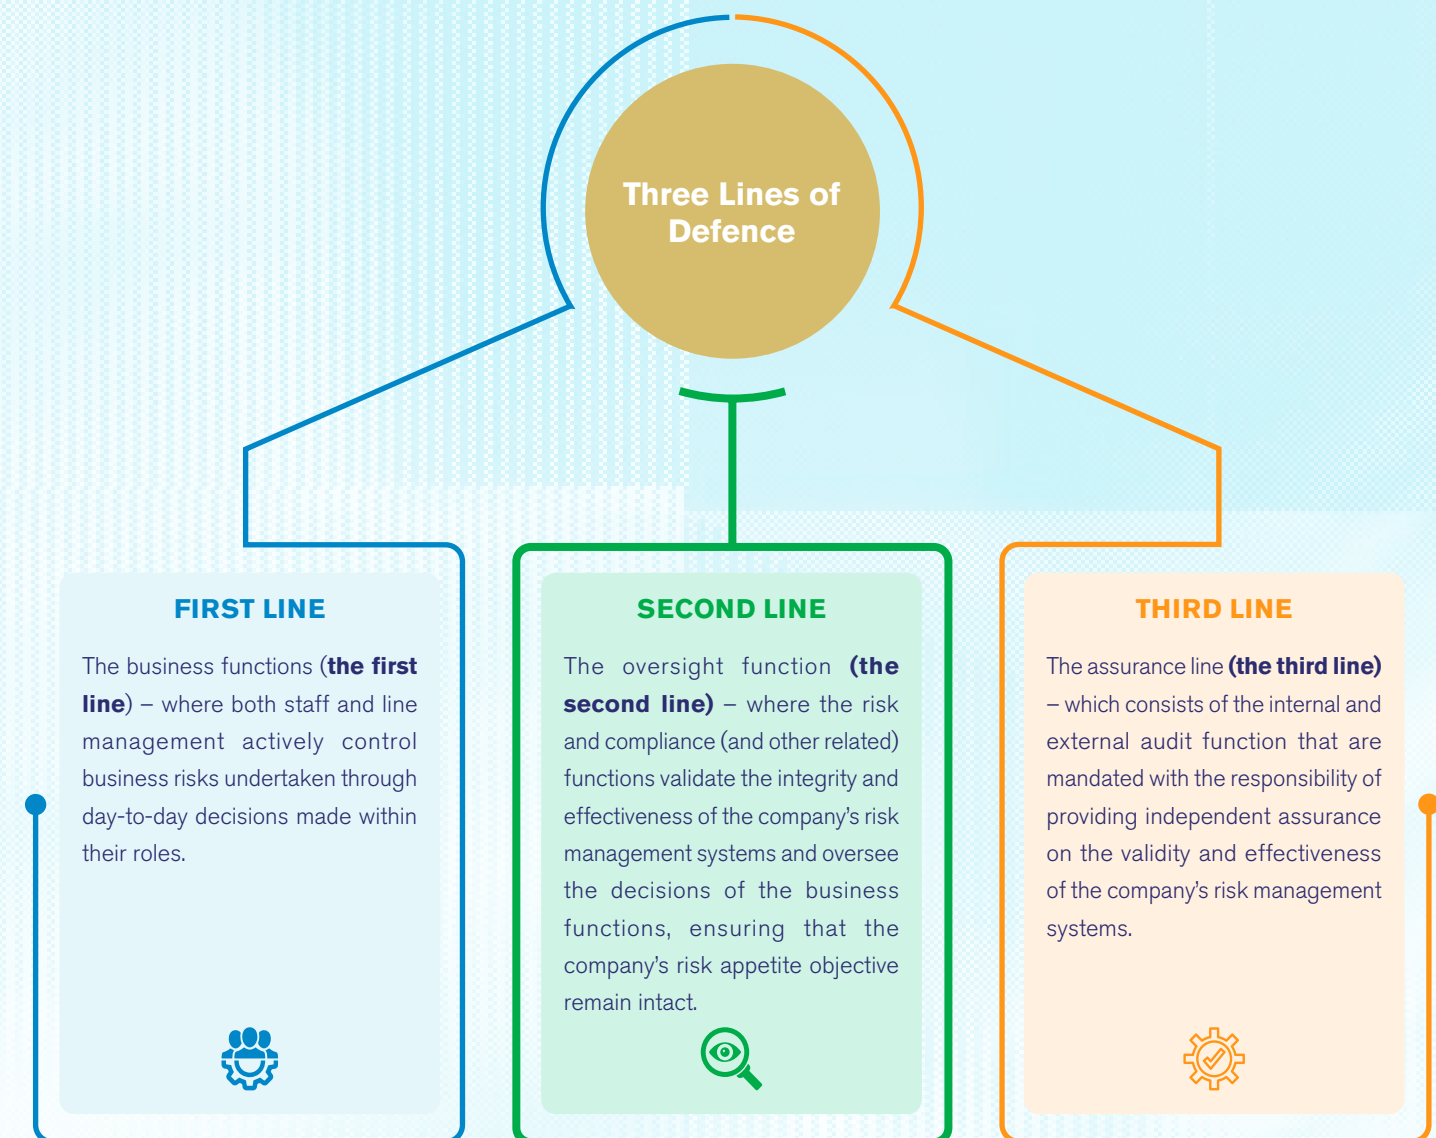 Three Lines of
Defence
FIRST LINE
The business functions (the first
line) – where both staff and line
management actively control
business risks undertaken through
day-to-day decisions made within
their roles.
SECOND LINE
The oversight function (the
second line) – where the risk
and compliance (and other related)
functions validate the integrity and
effectiveness of the company’s risk
management systems and oversee
the decisions of the business
functions, ensuring that the
company’s risk appetite objective
remain intact.
THIRD LINE
The assurance line (the third line)
– which consists of the internal and
external audit function that are
mandated with the responsibility of
providing independent assurance
on the validity and effectiveness
of the company’s risk management
systems.